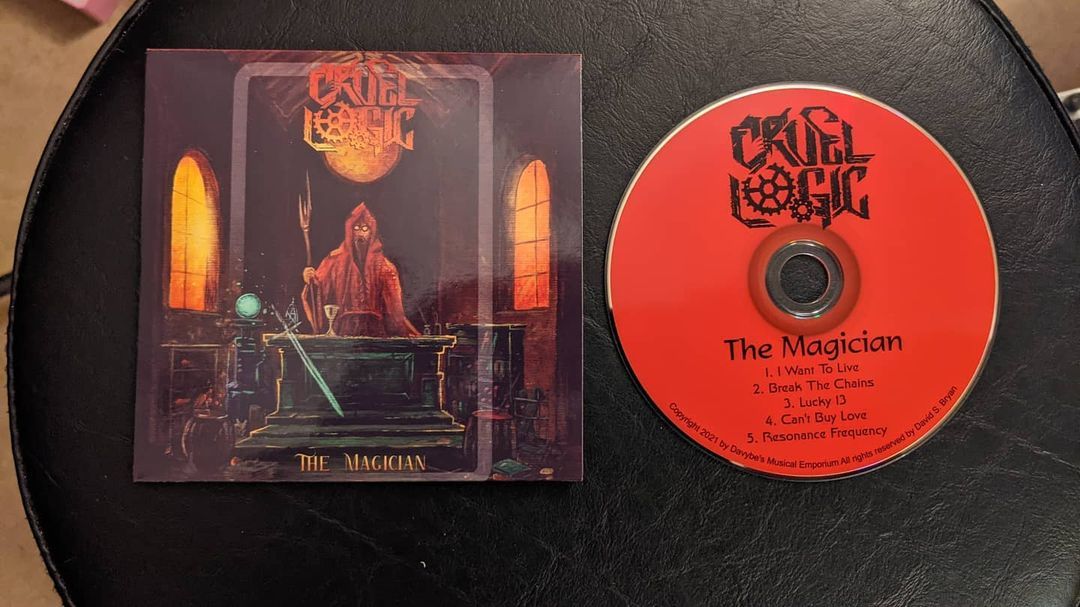 CRUEL
LOGIC
THE MAGICIAN
CRUEL
LOGIC
The Magician
1. I Want To Live
2. Break The Chains
3. Lucky 13
4. Can't Buy Love
5. Resonance Frequency
Copyright 2021 by Davybe's Musical Emporium All rights reserved by David S. Bryan